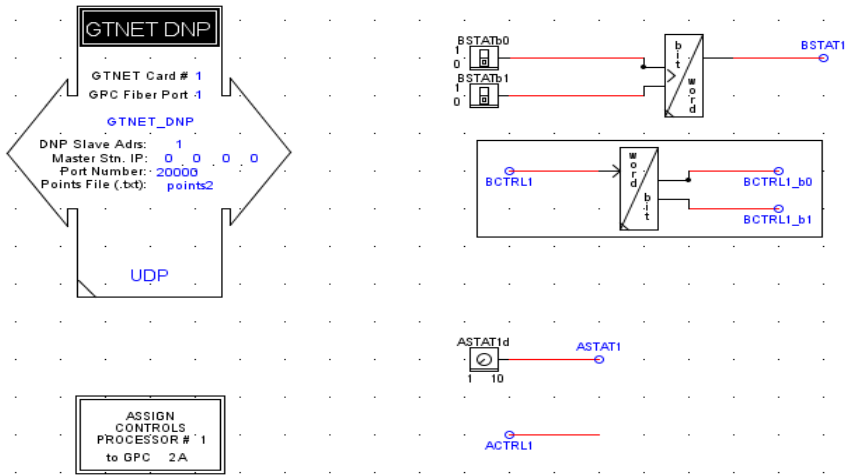 GTNET DNP
GTNET Card # 1
GPC Fiber Port 1
GTNET_DNP
DNP Slave Adrs: 1
Master Stn. IP: 0 . 0 . 0 . 0
Port Number: 20000
Points File (.txt): points2
UDP
ASSIGN
CONTROLS
PROCESSOR # 1
to GPC 2A
BSTATb0
1
0
BSTATb1
1
0
bit
word
BSTAT1
BCTRL1
word
bit
BCTRL1_b0
BCTRL1_b1
ASTAT1d
1 10
ASTAT1
ACTRL1